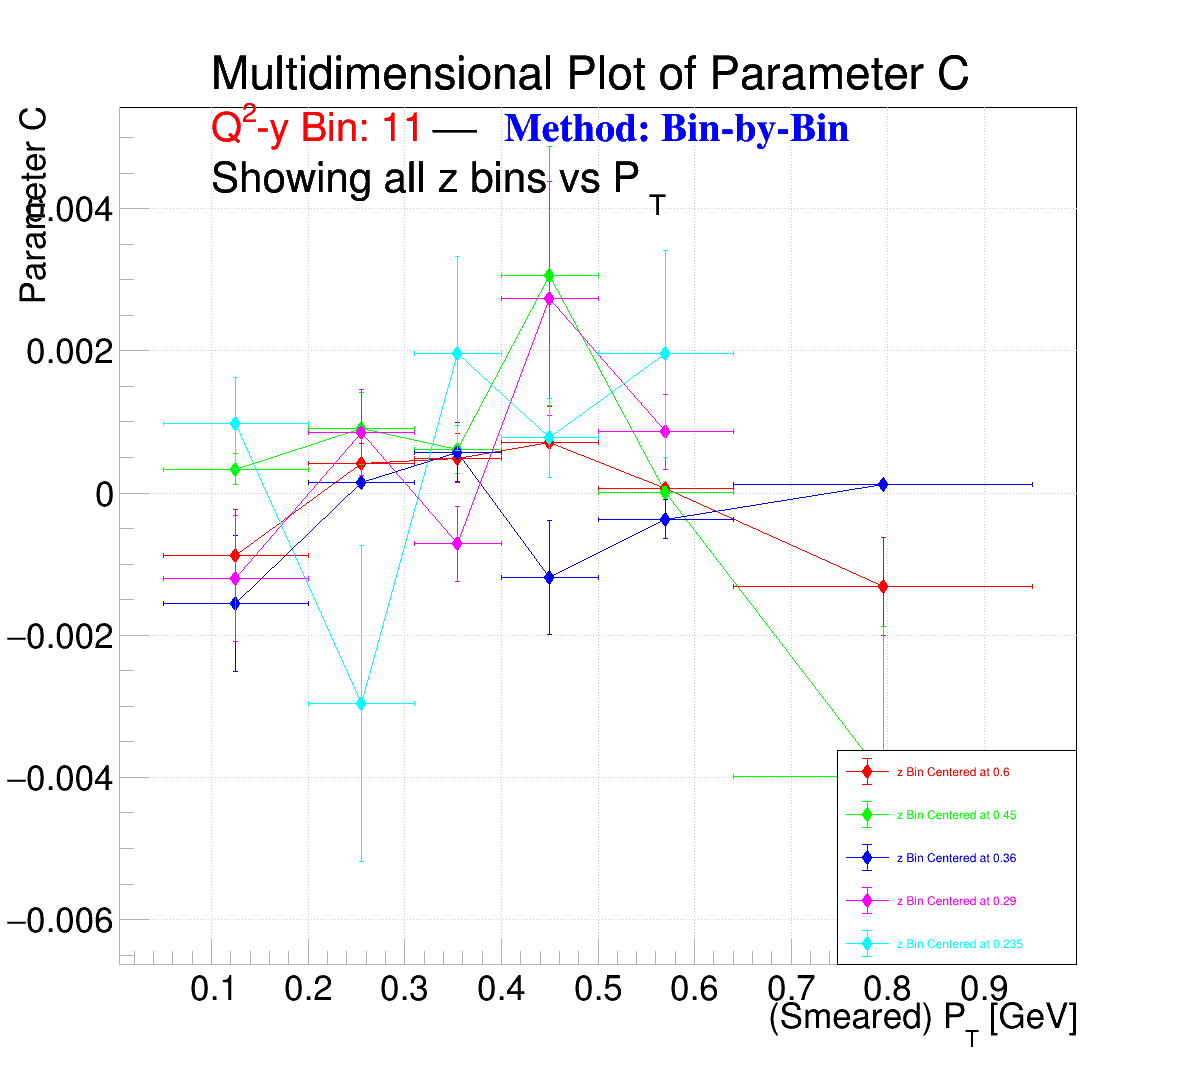 Multidimensional Plot of Parameter C
Q²-y Bin: 11 — Method: Bin-by-Bin
Showing all z bins vs P_T
Parameter C
0.004
0.002
0
−0.002
−0.004
−0.006
z Bin Centered at 0.6
z Bin Centered at 0.45
z Bin Centered at 0.36
z Bin Centered at 0.29
z Bin Centered at 0.235
0.1 0.2 0.3 0.4 0.5 0.6 0.7 0.8 0.9
(Smeared) P_T [GeV]